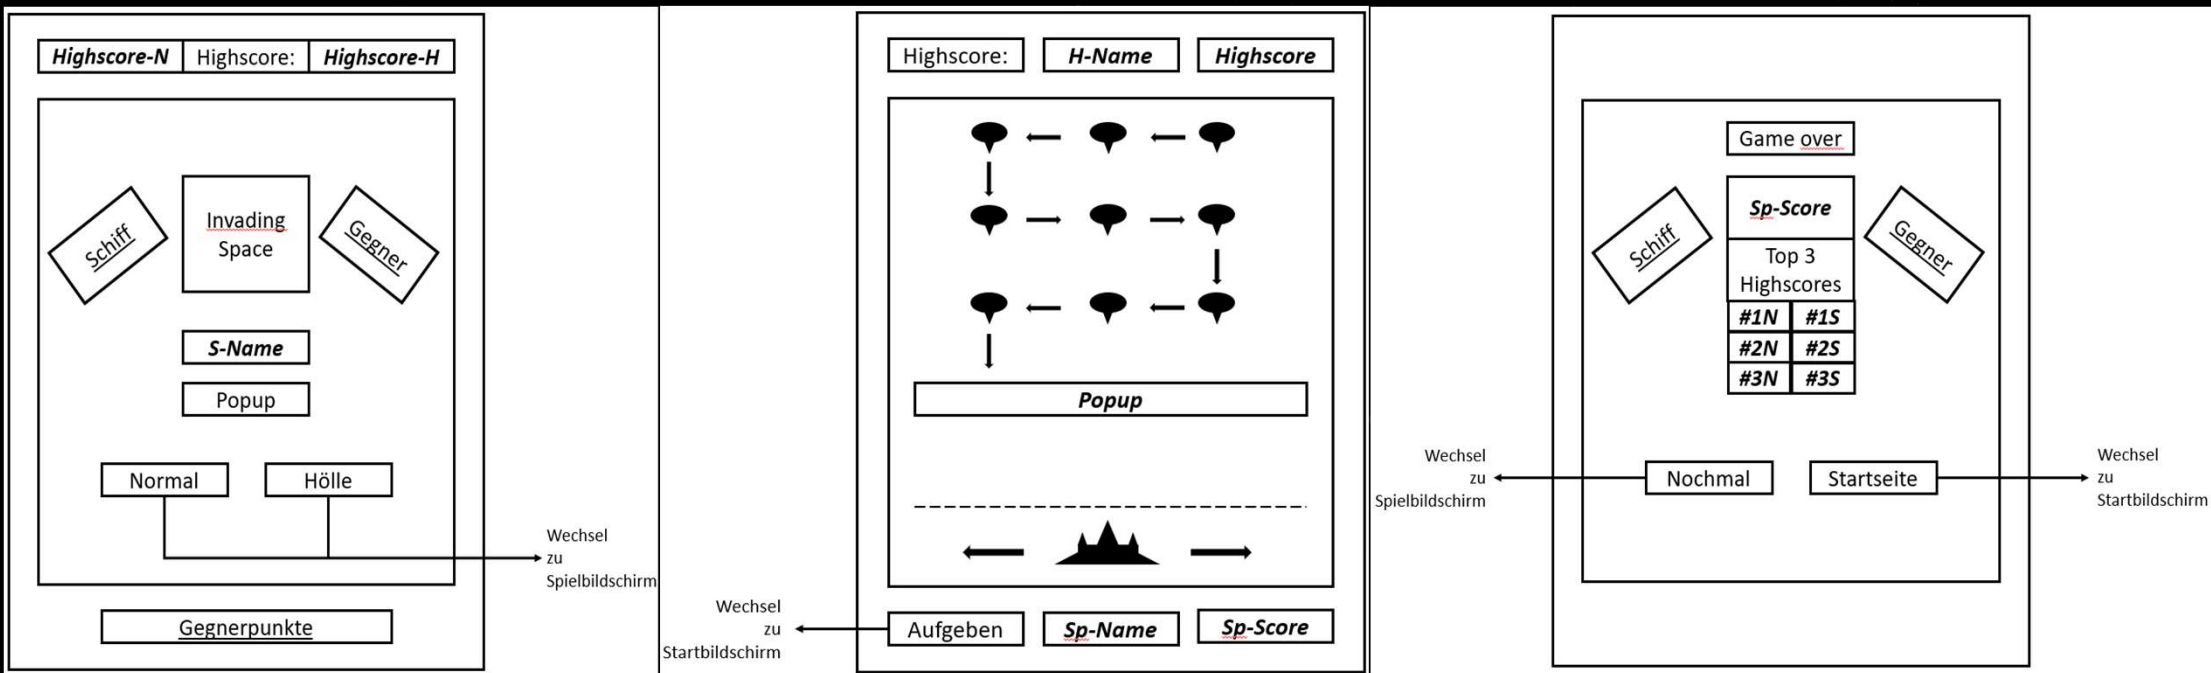 Highscore-N
Highscore:
Highscore-H
Schiff
Invading
Space
Gegner
S-Name
Popup
Normal
Hölle
Wechsel
zu
Spielbildschirm
Gegnerpunkte
Highscore:
H-Name
Highscore
Popup
Wechsel
zu
Startbildschirm
Aufgeben
Sp-Name
Sp-Score
Game over
Schiff
Sp-Score
Gegner
Top 3
Highscores
#1N #1S
#2N #2S
#3N #3S
Wechsel
zu
Spielbildschirm
Nochmal
Startseite
Wechsel
zu
Startbildschirm